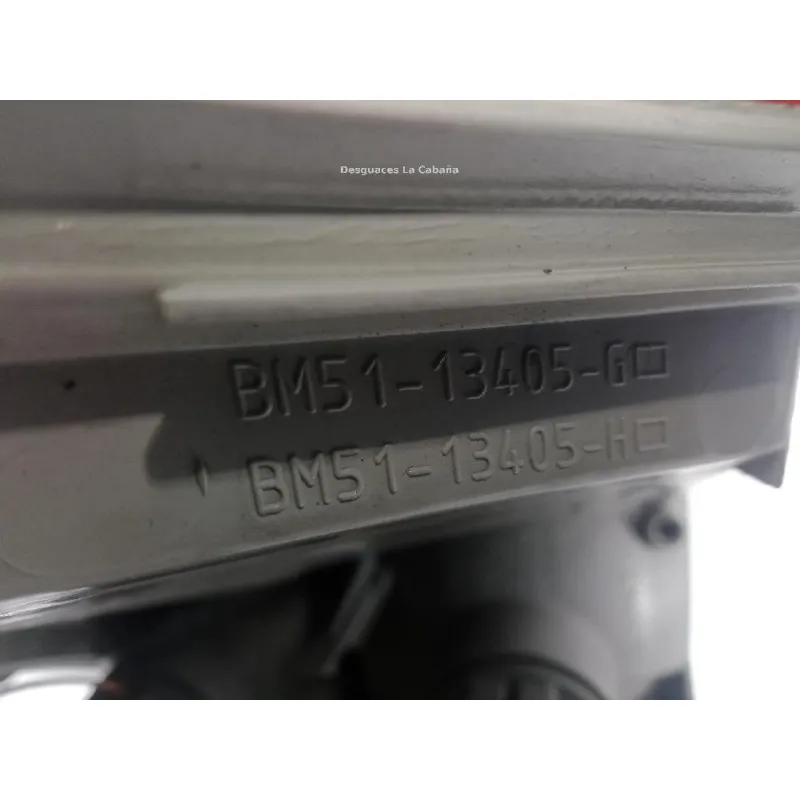 Desguaces La Cabaña
BM51-13405-G□
BM51-13405-H□